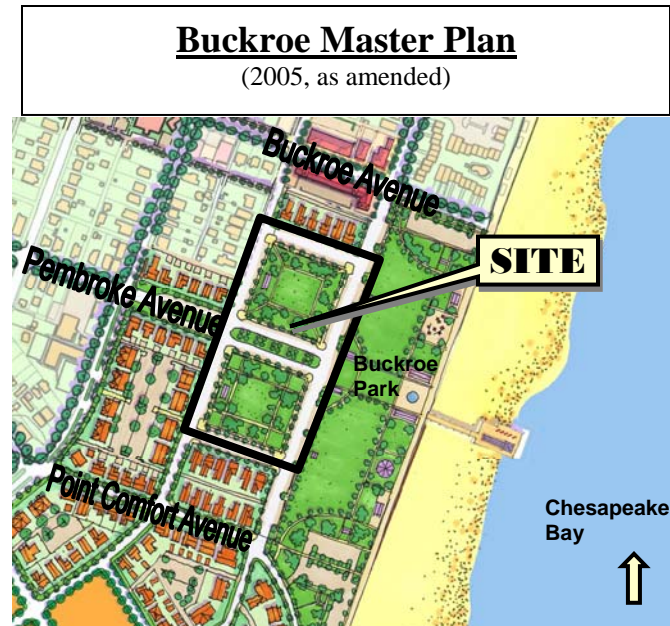 Buckroe Master Plan
(2005, as amended)
Buckroe Avenue
SITE
Pembroke Avenue
Buckroe
Park
Point Comfort Avenue
Chesapeake
Bay